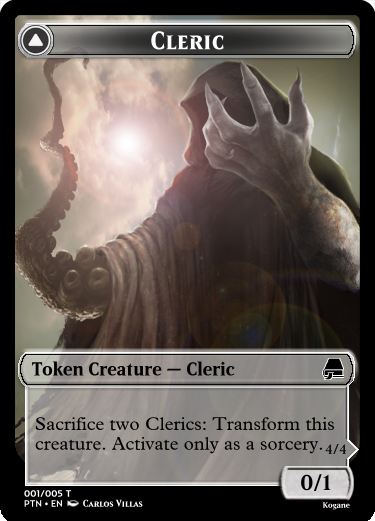 CLERIC
Token Creature — Cleric
Sacrifice two Clerics: Transform this
creature. Activate only as a sorcery.
4/4
0/1
001/005 T
PTN • EN CARLOS VILLAS
Kogane